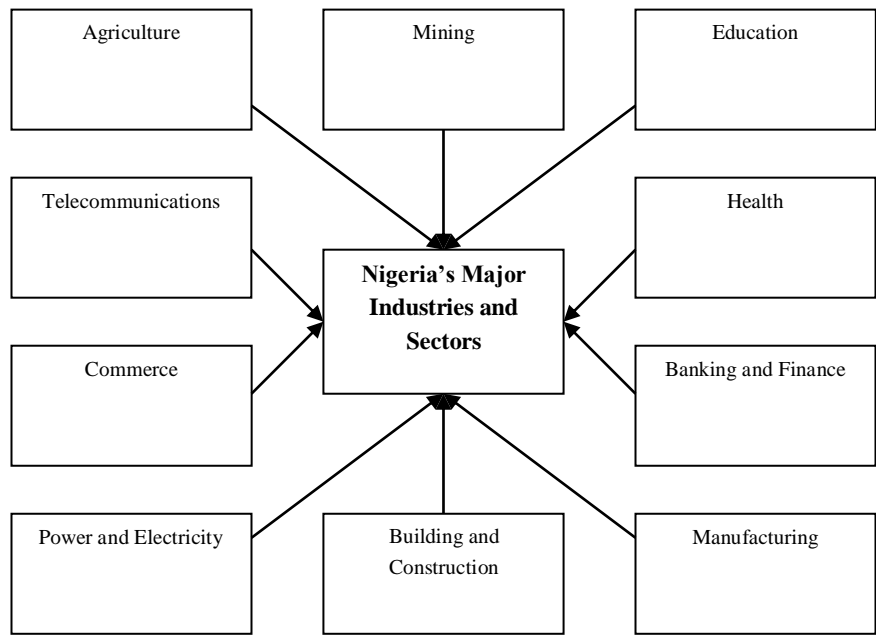 Agriculture
Mining
Education
Telecommunications
Health
Nigeria’s Major
Industries and
Sectors
Commerce
Banking and Finance
Power and Electricity
Building and
Construction
Manufacturing